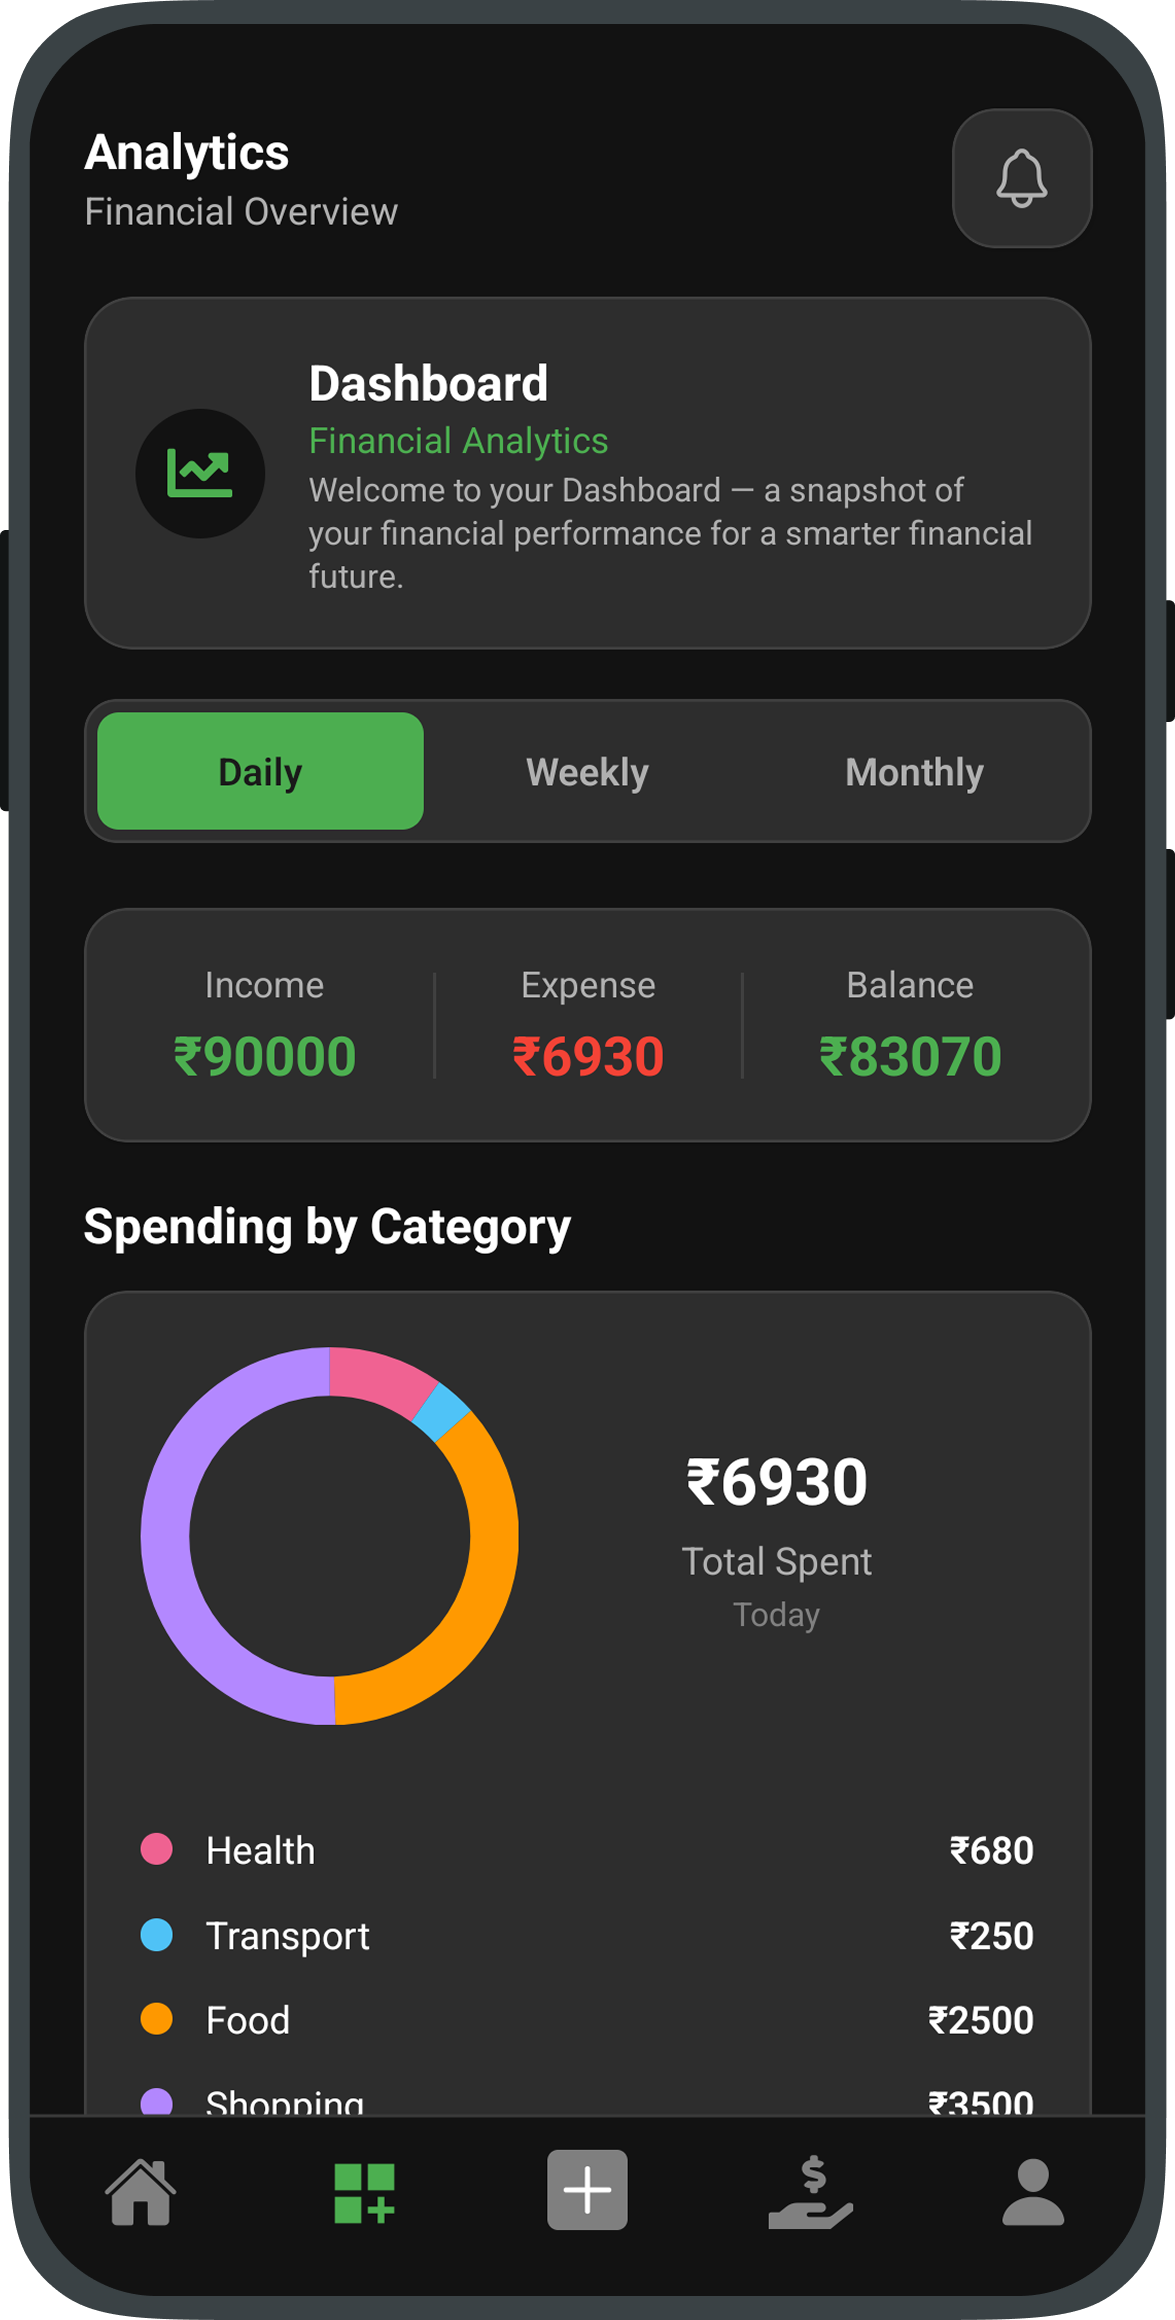 Analytics
Financial Overview
Dashboard
Financial Analytics
Welcome to your Dashboard — a snapshot of
your financial performance for a smarter financial
future.
Daily Weekly Monthly
Income Expense Balance
₹90000 ₹6930 ₹83070
Spending by Category
₹6930
Total Spent
Today
Health ₹680
Transport ₹250
Food ₹2500
Shopping ₹3500